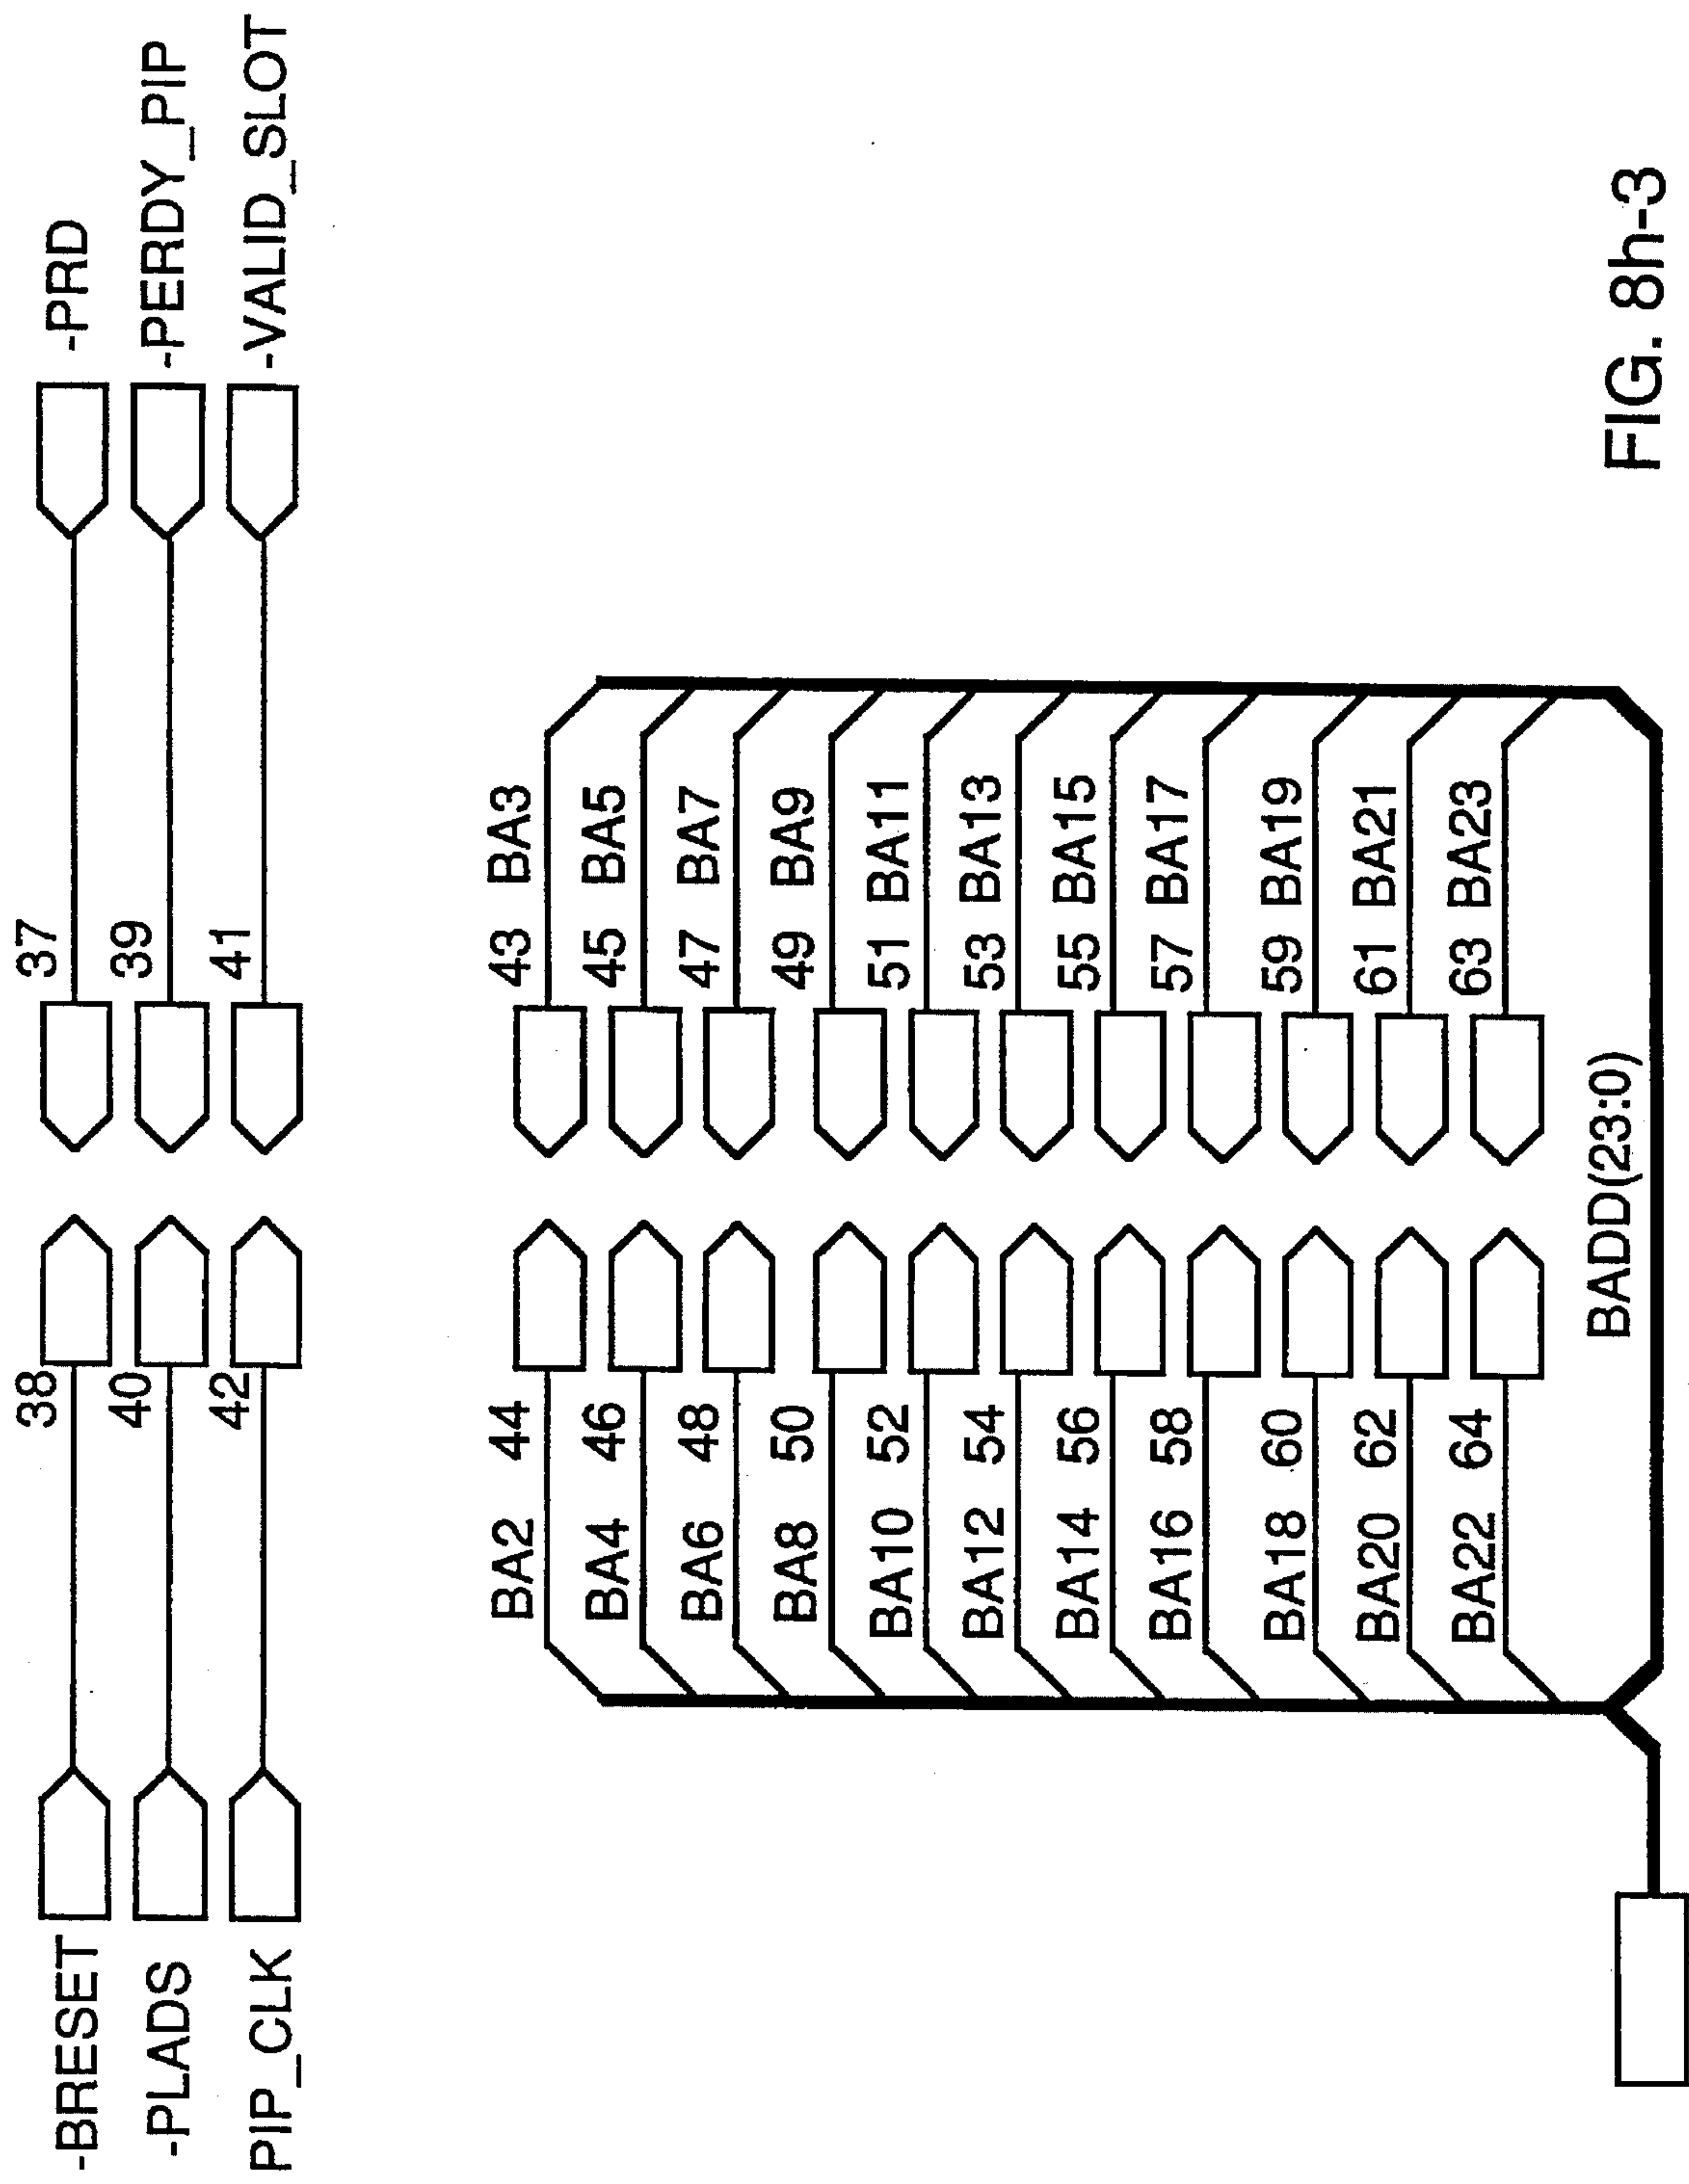 -BRESET 38 37 -PRD
-PLADS 40 39 -PERDY_PIP
PIP_CLK 42 41 -VALID_SLOT
BA2 44 43 BA3
BA4 46 45 BA5
BA6 48 47 BA7
BA8 50 49 BA9
BA10 52 51 BA11
BA12 54 53 BA13
BA14 56 55 BA15
BA16 58 57 BA17
BA18 60 59 BA19
BA20 62 61 BA21
BA22 64 63 BA23
BADD(23:0)
FIG. 8h-3